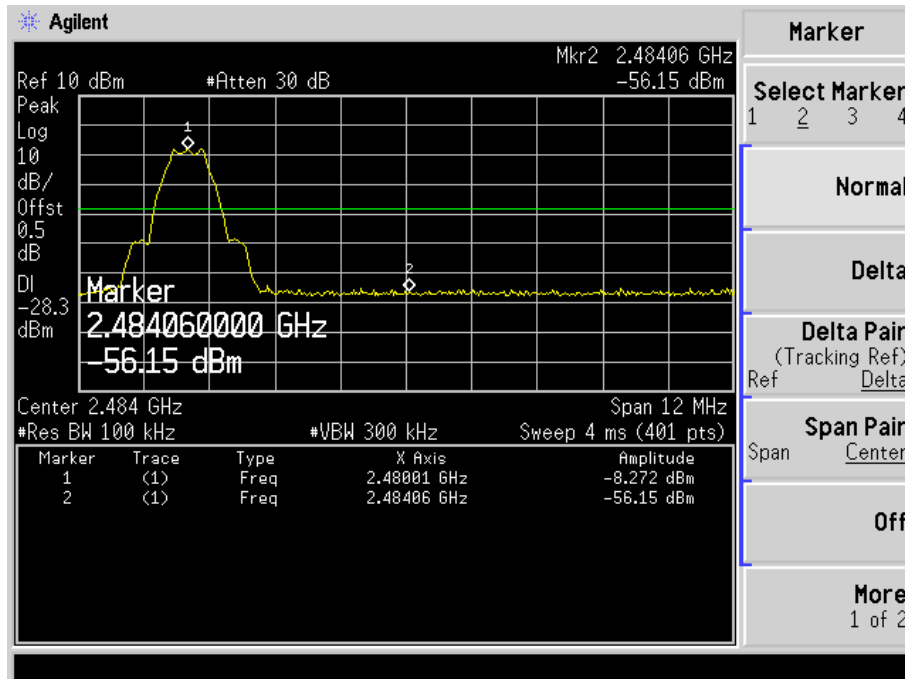 Agilent
Mkr2 2.48406 GHz
Ref 10 dBm #Atten 30 dB -56.15 dBm
Peak
Log
10
dB/
Offst
0.5
dB
DI
-28.3
dBm
1
2
Marker
2.484060000 GHz
-56.15 dBm
Center 2.484 GHz Span 12 MHz
#Res BW 100 kHz #VBW 300 kHz Sweep 4 ms (401 pts)
Marker Trace Type X Axis Amplitude
1 (1) Freq 2.48001 GHz -8.272 dBm
2 (1) Freq 2.48406 GHz -56.15 dBm
Marker
Select Marker
1 2 3 4
Normal
Delta
Delta Pair
(Tracking Ref)
Ref Delta
Span Pair
Span Center
Off
More
1 of 2